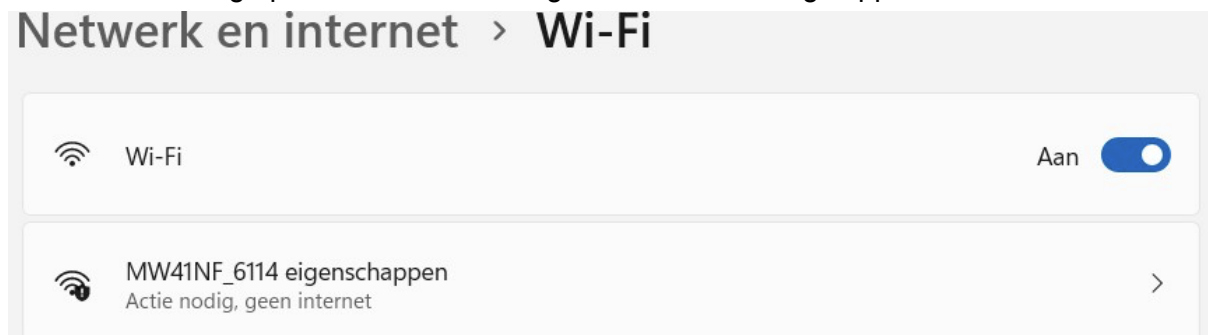 Netwerk en internet > Wi-Fi
Wi-Fi Aan
MW41NF_6114 eigenschappen
Actie nodig, geen internet